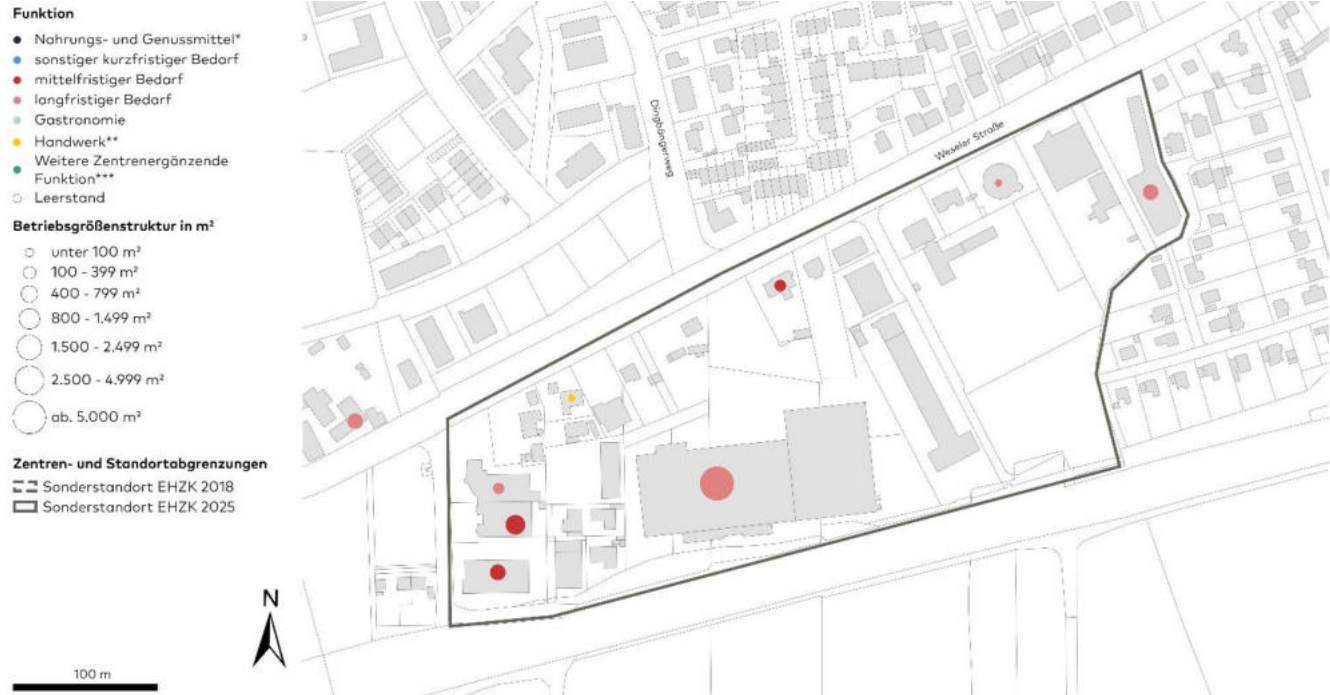 Funktion
Nahrungs- und Genussmittel*
sonstiger kurzfristiger Bedarf
mittelfristiger Bedarf
langfristiger Bedarf
Gastronomie
Handwerk**
Weitere Zentrenergänzende
Funktion***
Leerstand
Betriebsgrößenstruktur in m²
unter 100 m²
100 - 399 m²
400 - 799 m²
800 - 1.499 m²
1.500 - 2.499 m²
2.500 - 4.999 m²
ab. 5.000 m²
Zentren- und Standortabgrenzungen
Sonderstandort EHZK 2018
Sonderstandort EHZK 2025
N
100 m
Dingbängerweg
Weseler Straße